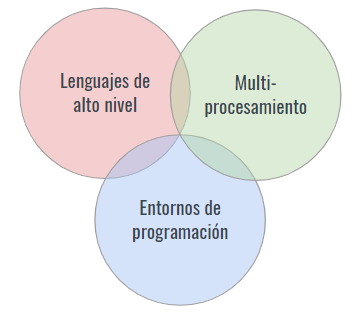 Lenguajes de
alto nivel
Multi-
procesamiento
Entornos de
programación